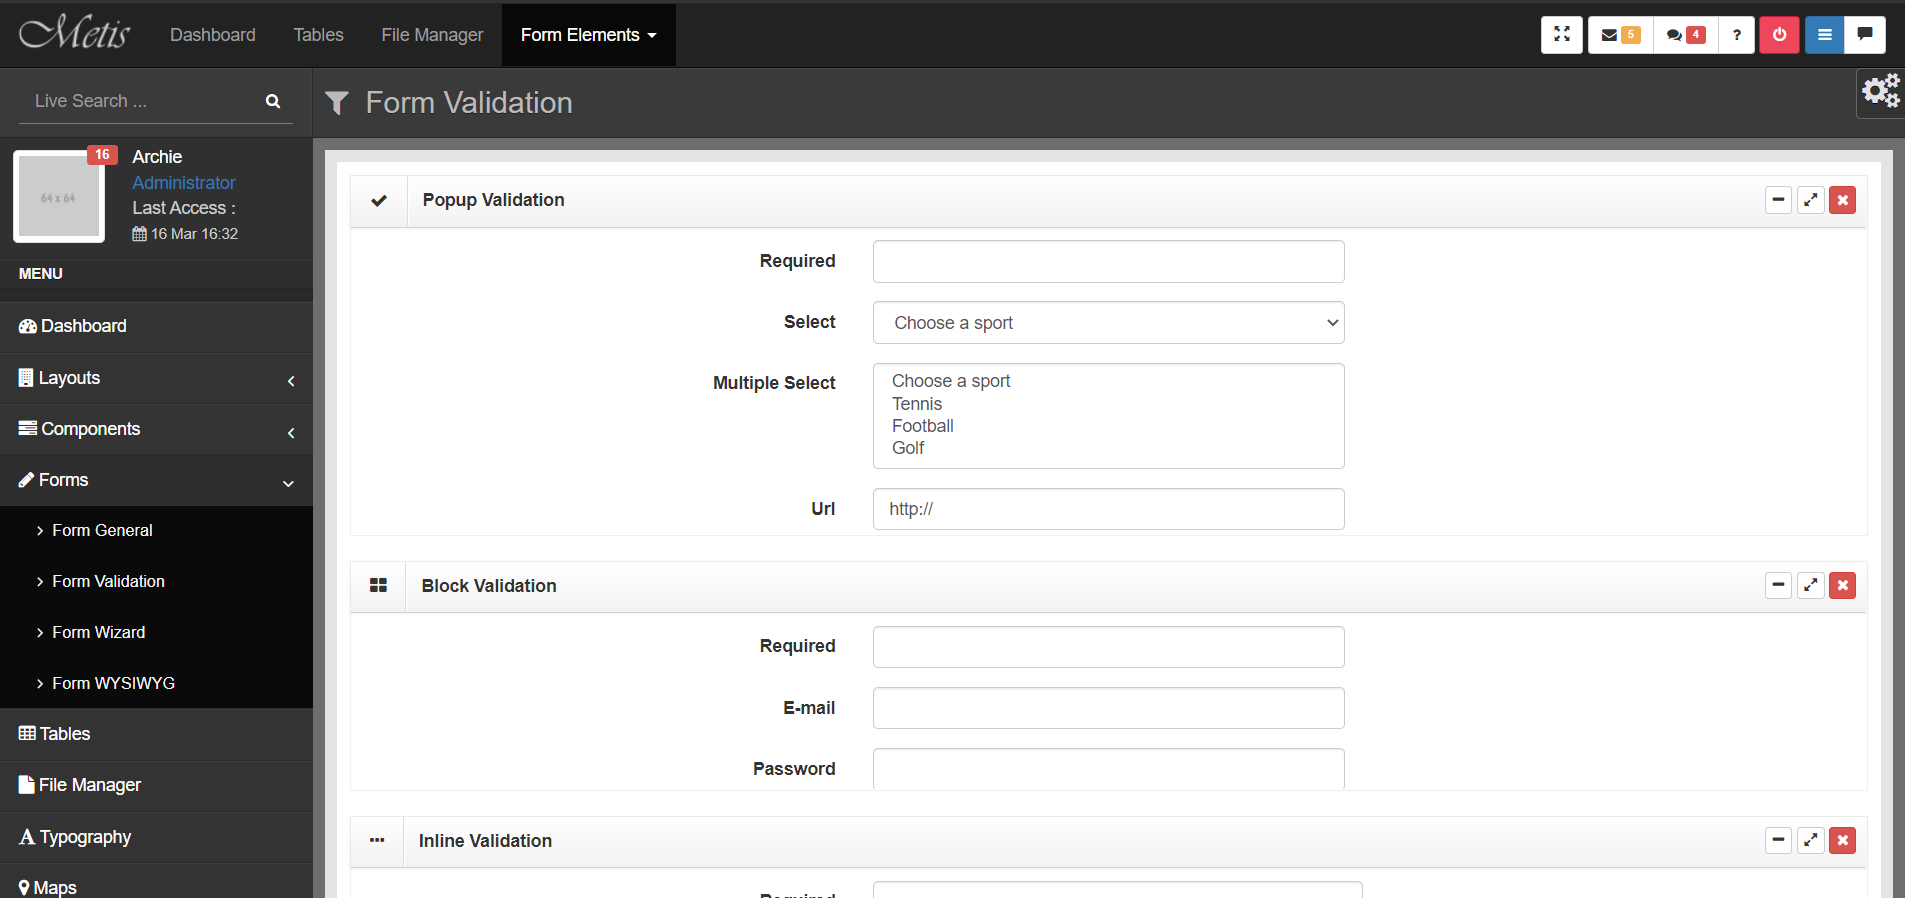 Metis Dashboard Tables File Manager Form Elements 5 4 ?
Live Search ...
Form Validation
64 x 64
16
Archie
Administrator
Last Access :
16 Mar 16:32
MENU
Dashboard
Layouts
Components
Forms
Form General
Form Validation
Form Wizard
Form WYSIWYG
Tables
File Manager
Typography
Maps
Popup Validation
Required
Select Choose a sport
Multiple Select
Choose a sport
Tennis
Football
Golf
Url http://
Block Validation
Required
E-mail
Password
Inline Validation
Required